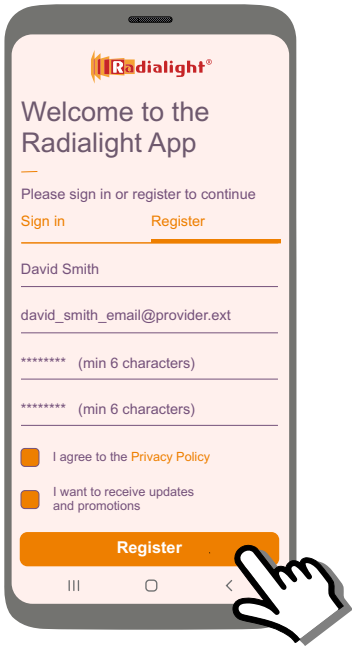 Radialight®
Welcome to the
Radialight App
Please sign in or register to continue
Sign in Register
David Smith
david_smith_email@provider.ext
******** (min 6 characters)
******** (min 6 characters)
I agree to the Privacy Policy
I want to receive updates
and promotions
Register